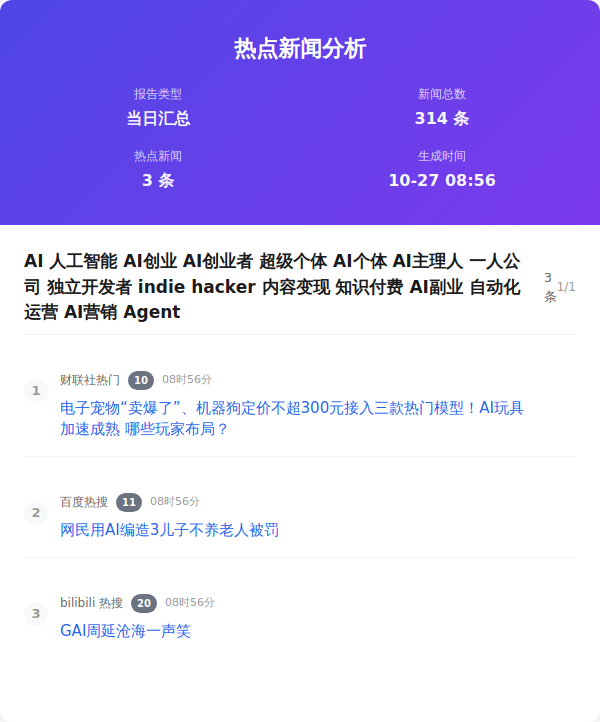 热点新闻分析
报告类型
新闻总数
当日汇总
314 条
热点新闻
生成时间
3 条
10-27 08:56
AI 人工智能 AI创业 AI创业者 超级个体 AI个体 AI主理人 一人公
司 独立开发者 indie hacker 内容变现 知识付费 AI副业 自动化
运营 AI营销 Agent
3
条
1/1
1
财联社热门 10 08时56分
电子宠物“卖爆了”、机器狗定价不超300元接入三款热门模型！AI玩具
加速成熟 哪些玩家布局？
2
百度热搜 11 08时56分
网民用AI编造3儿子不养老人被罚
3
bilibili 热搜 20 08时56分
GAI周延沧海一声笑